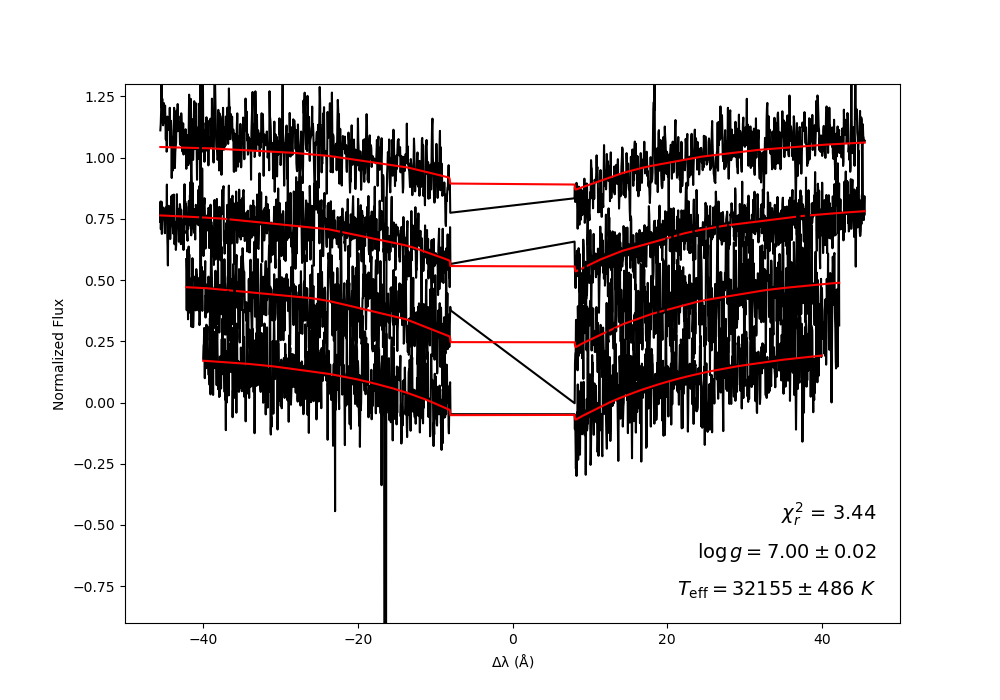 1.25
1.00
0.75
0.50
0.25
0.00
−0.25
−0.50
−0.75
Normalized Flux
χ²ᵣ = 3.44
log g = 7.00 ± 0.02
T_eff = 32155 ± 486 K
−40 −20 0 20 40
Δλ (Å)